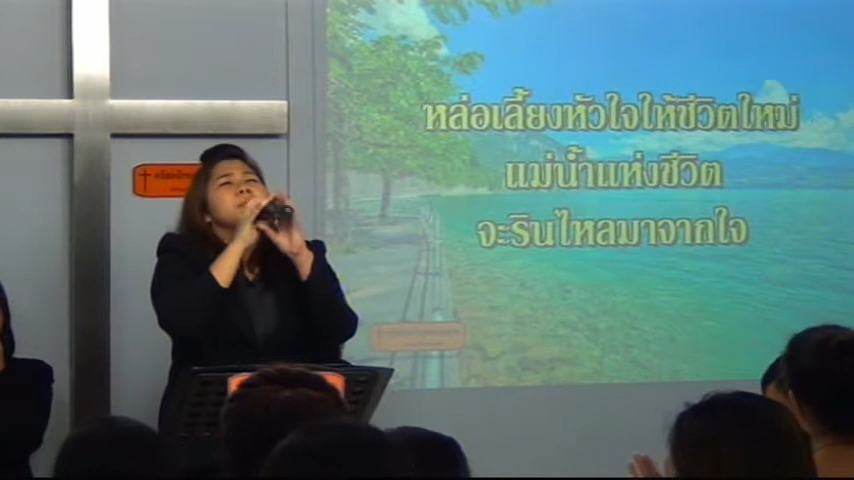 หล่อเลี้ยงหัวใจให้ชีวิตใหม่
แม่น้ำแห่งชีวิต
จะรินไหลมาจากใจ